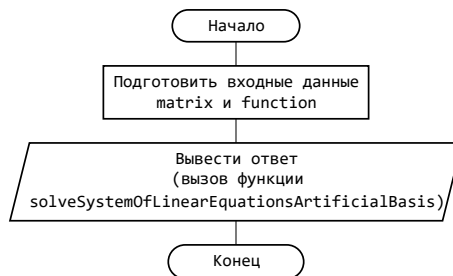 Начало
Подготовить входные данные
matrix и function
Вывести ответ
(вызов функции
solveSystemOfLinearEquationsArtificialBasis)
Конец